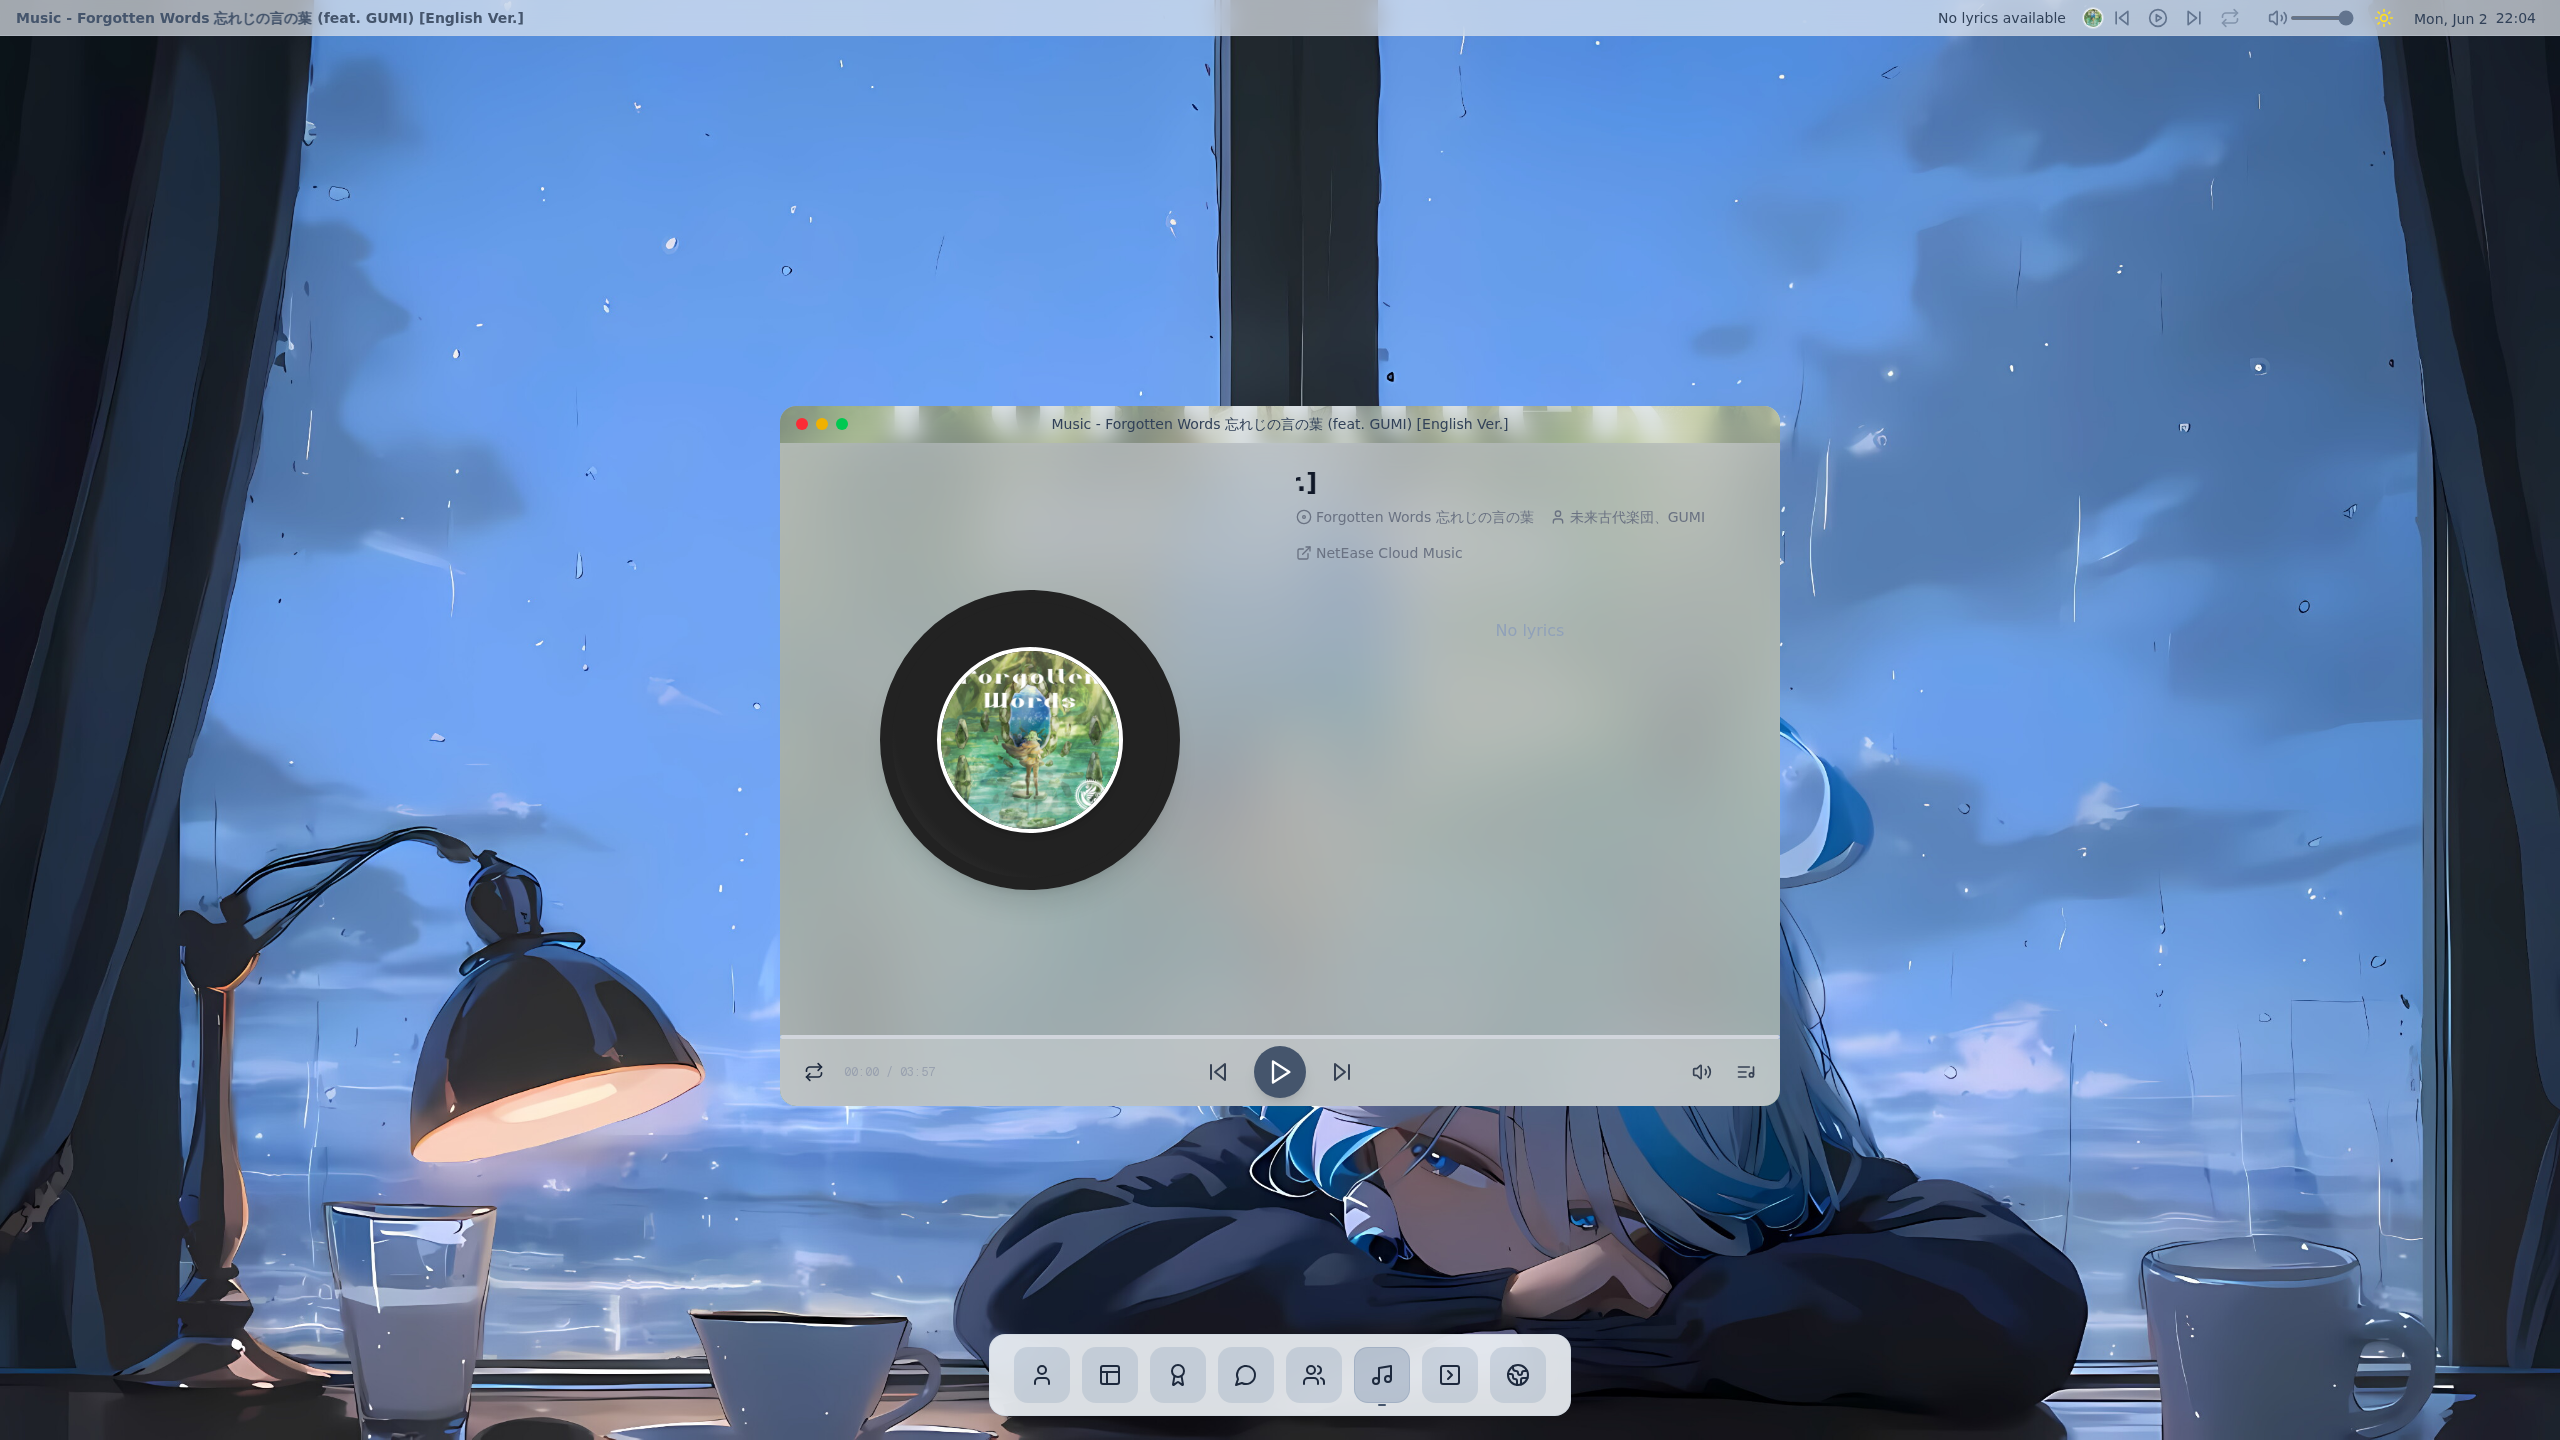 Music - Forgotten Words 忘れじの言の葉 (feat. GUMI) [English Ver.]
No lyrics available
Mon, Jun 2 22:04
Music - Forgotten Words 忘れじの言の葉 (feat. GUMI) [English Ver.]
.]
Forgotten Words 忘れじの言の葉
未来古代楽団、GUMI
NetEase Cloud Music
No lyrics
Forgotten
Words
00:00 / 03:57